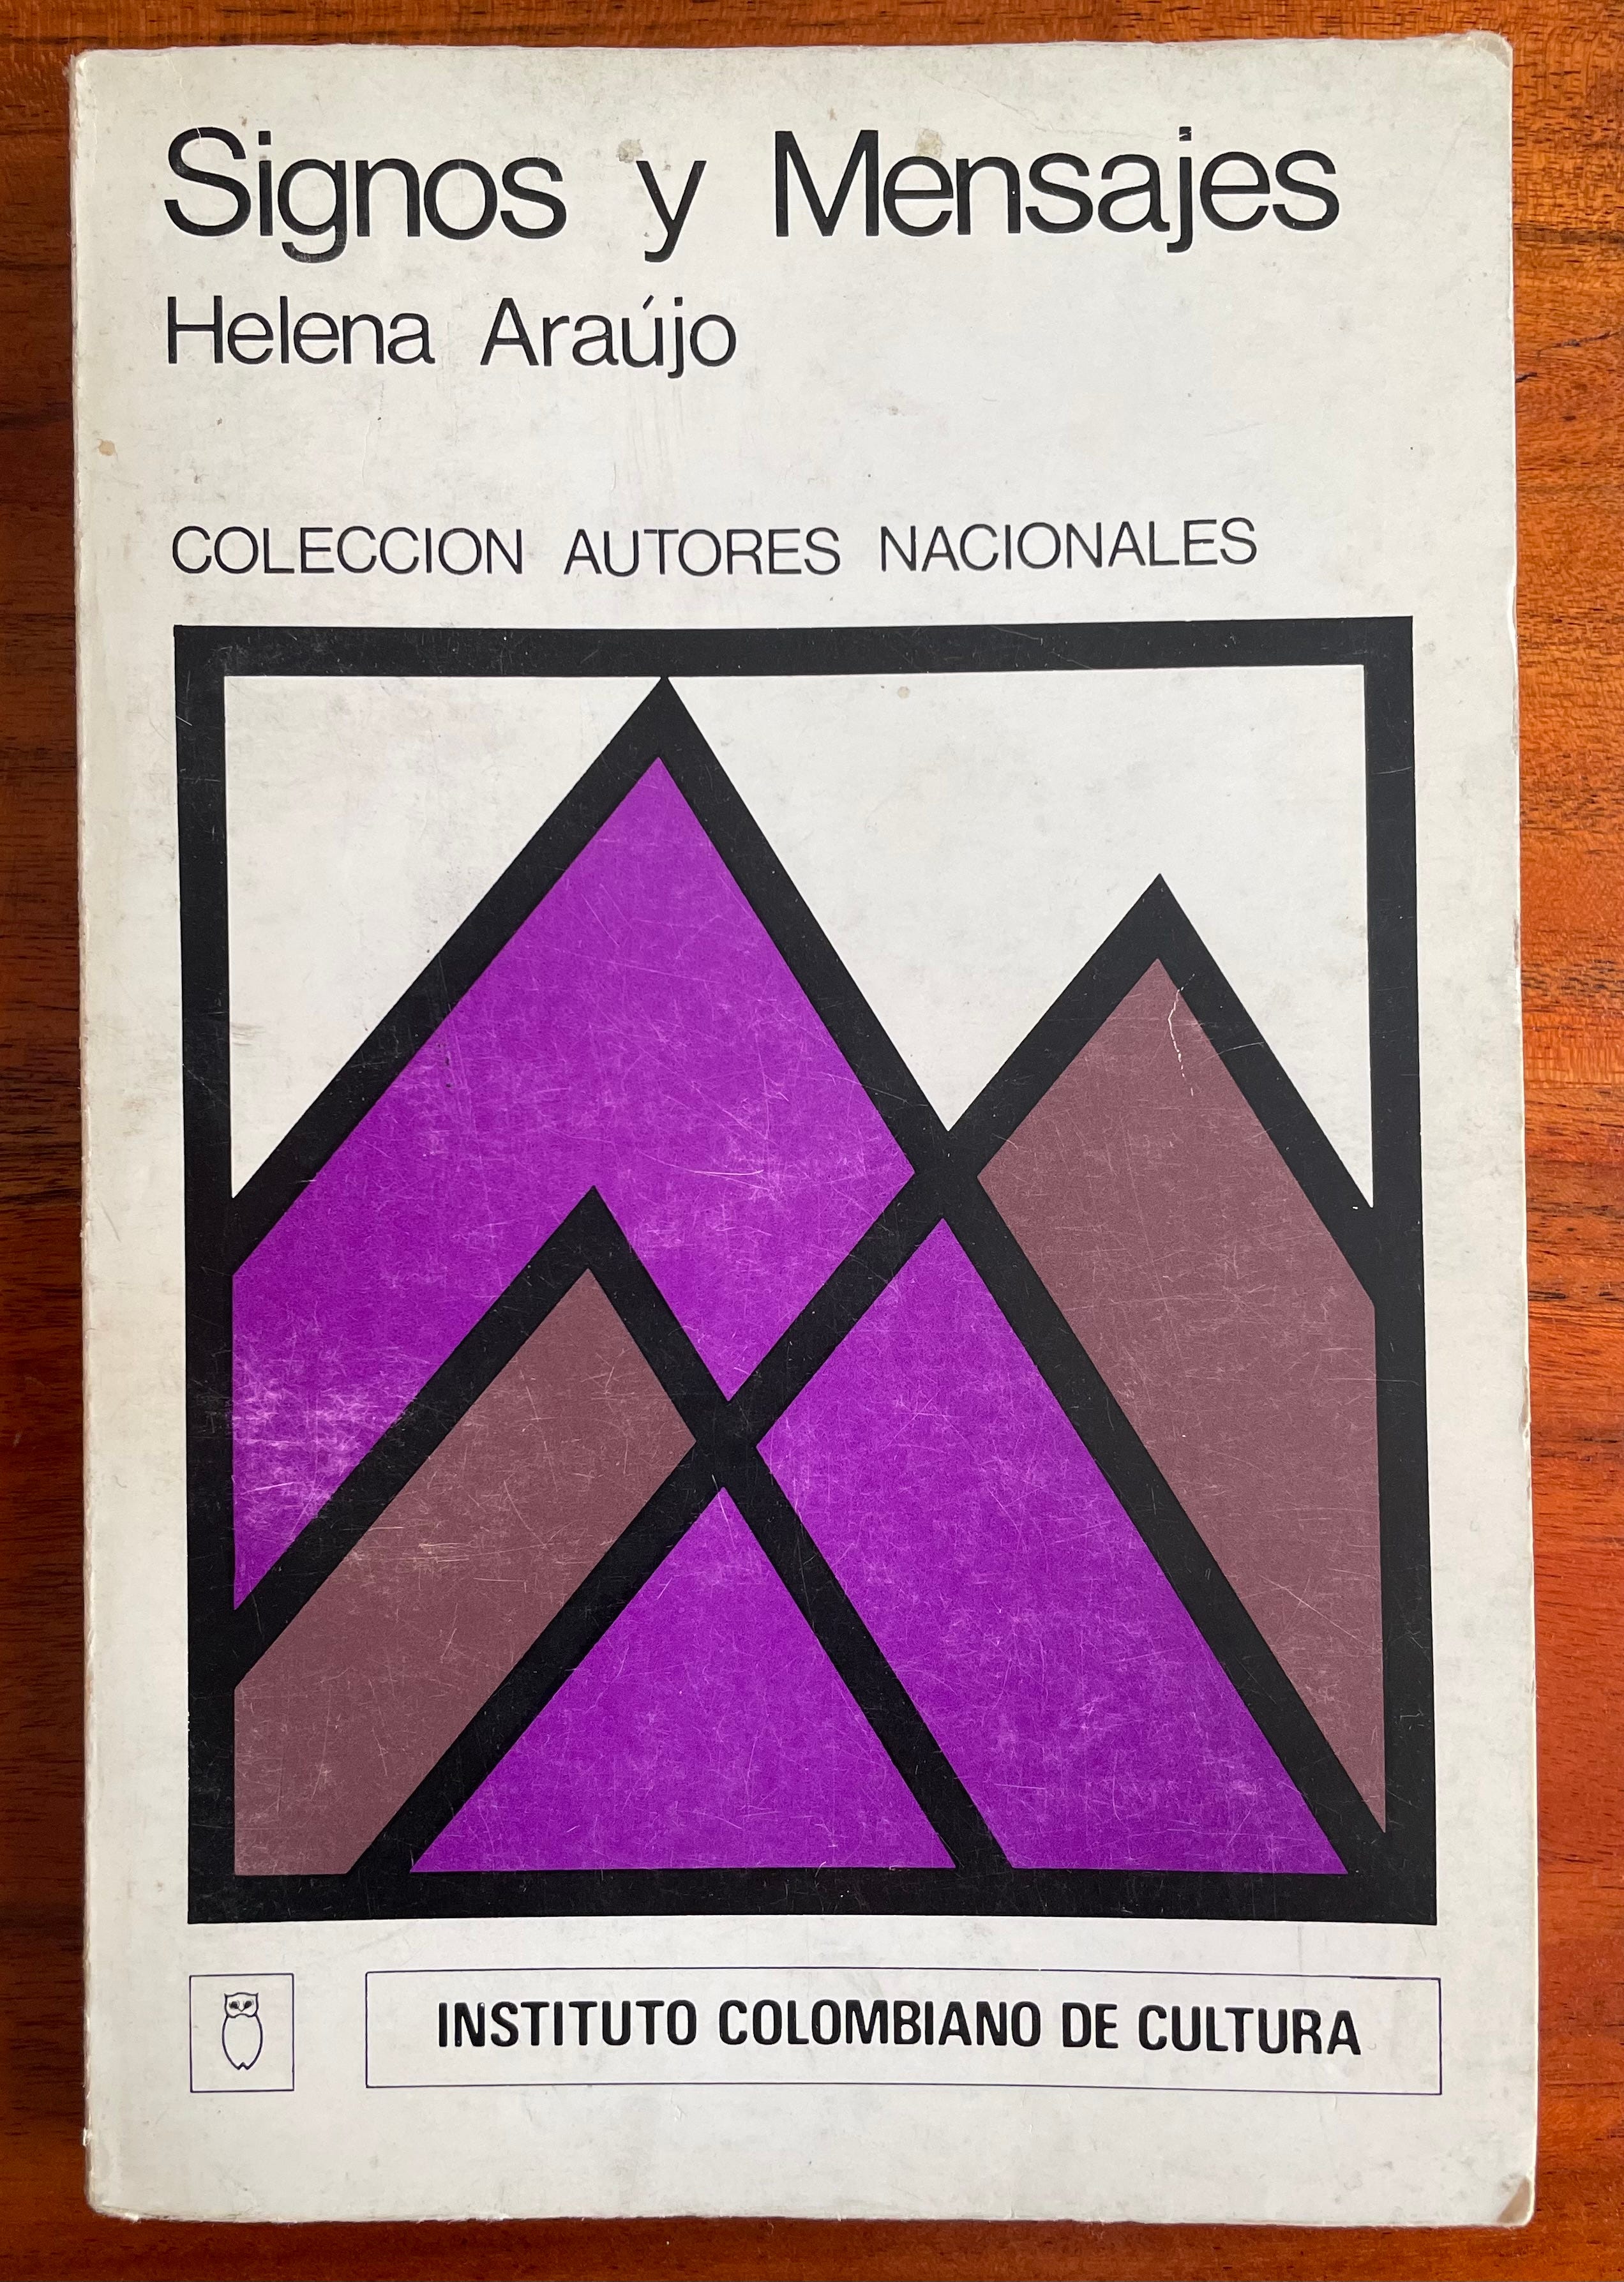 Signos y Mensajes
Helena Araújo
COLECCION AUTORES NACIONALES
INSTITUTO COLOMBIANO DE CULTURA